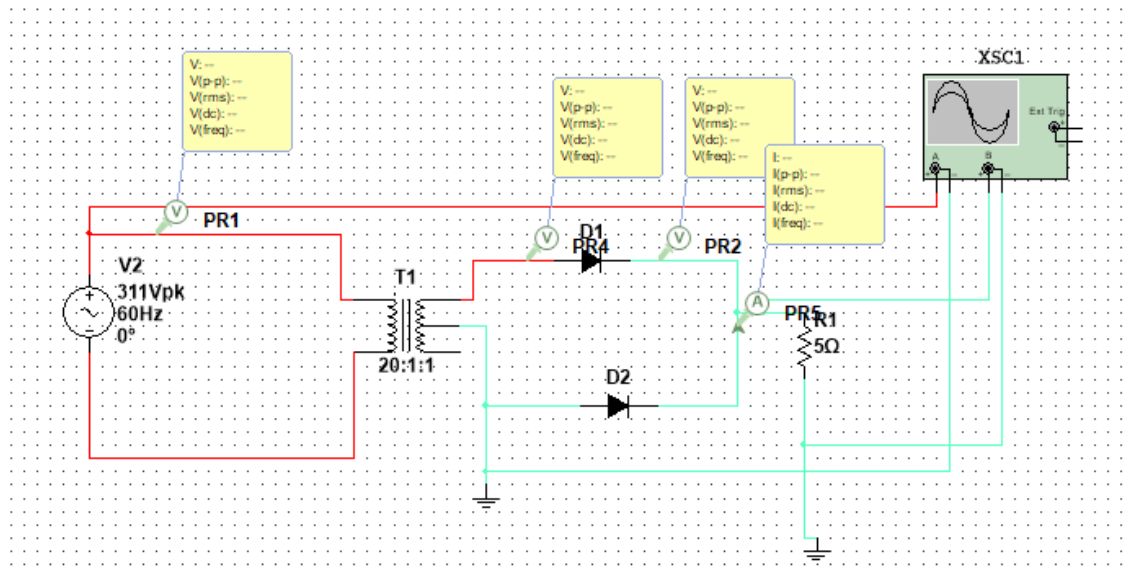 XSC1
V: --
V(p-p): --
V(rms): --
V(dc): --
V(freq): --
V: --
V(p-p): --
V(rms): --
V(dc): --
V(freq): --
V: --
V(p-p): --
V(rms): --
V(dc): --
V(freq): --
Ext Trig
+
_
A
B
+ _
+ _
I: --
I(p-p): --
I(rms): --
I(dc): --
I(freq): --
V
PR1
V
D1
PR4
V
PR2
V2
311Vpk
60Hz
0°
T1
20:1:1
A
PR5
R1
5Ω
D2